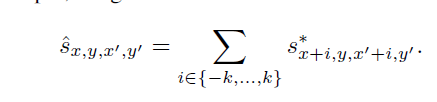 ŝ_{x,y,x',y'} = ∑_{i∈{-k,...,k}} s^*_{x+i,y,x'+i,y'}.